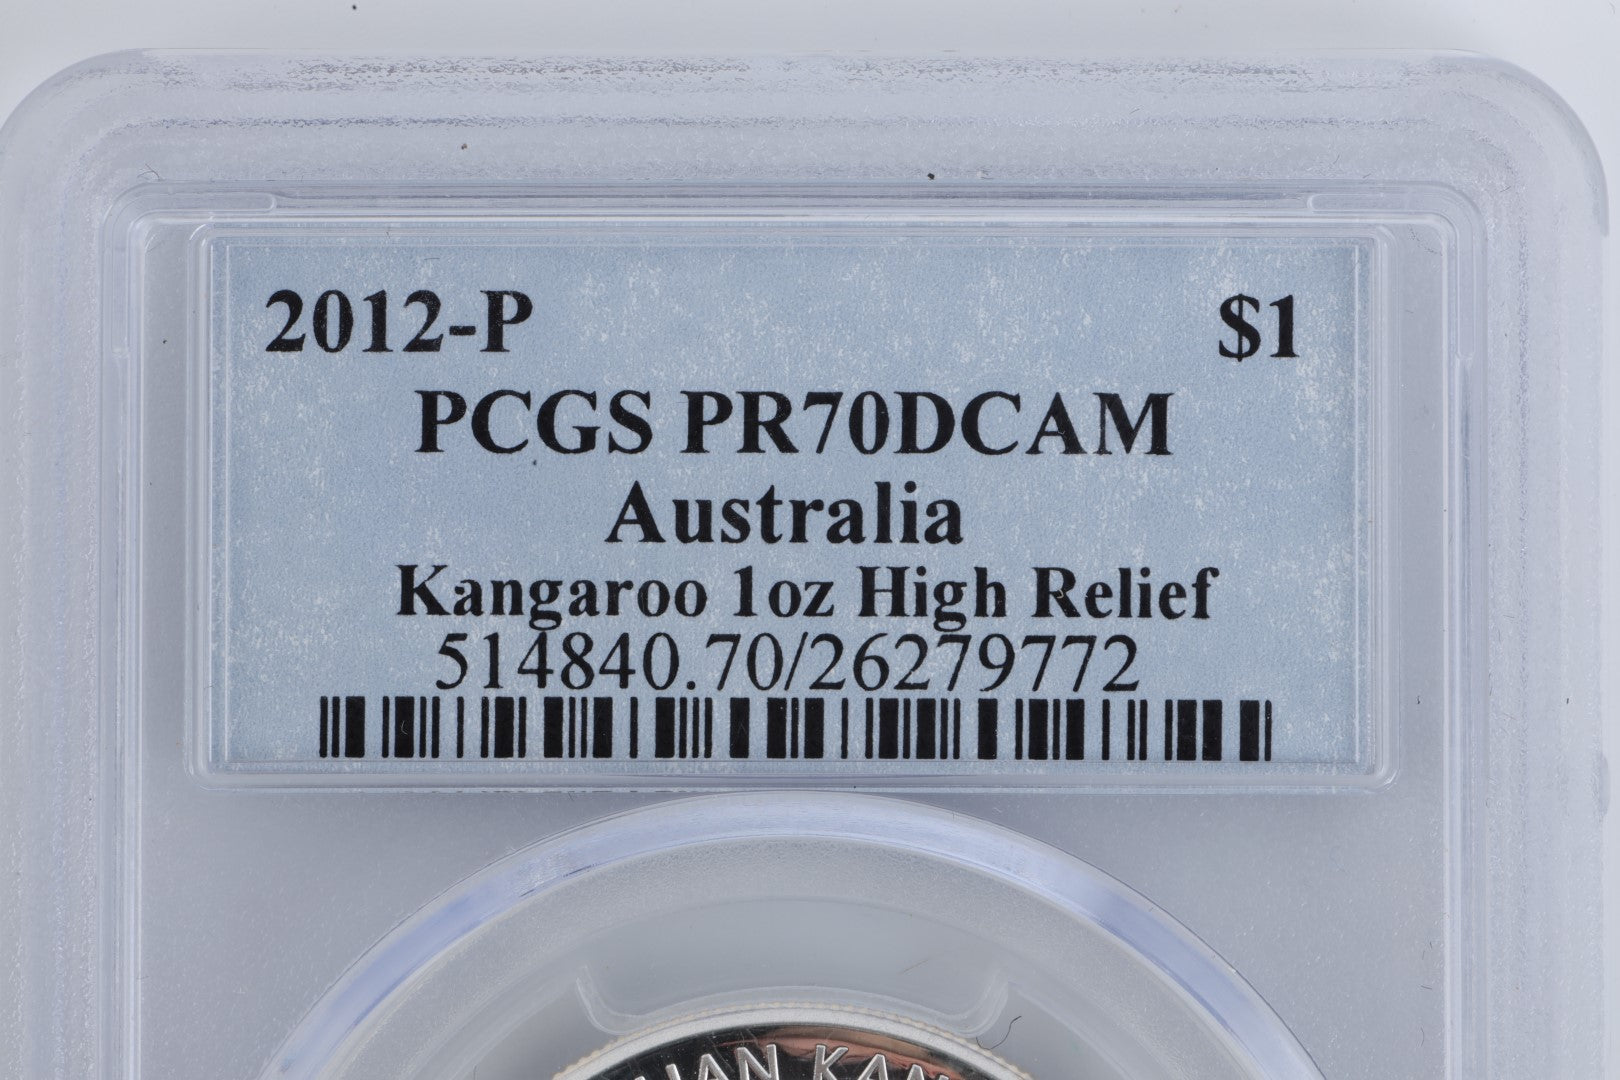 2012-P $1
PCGS PR70DCAM
Australia
Kangaroo 1oz High Relief
514840.70/26279772